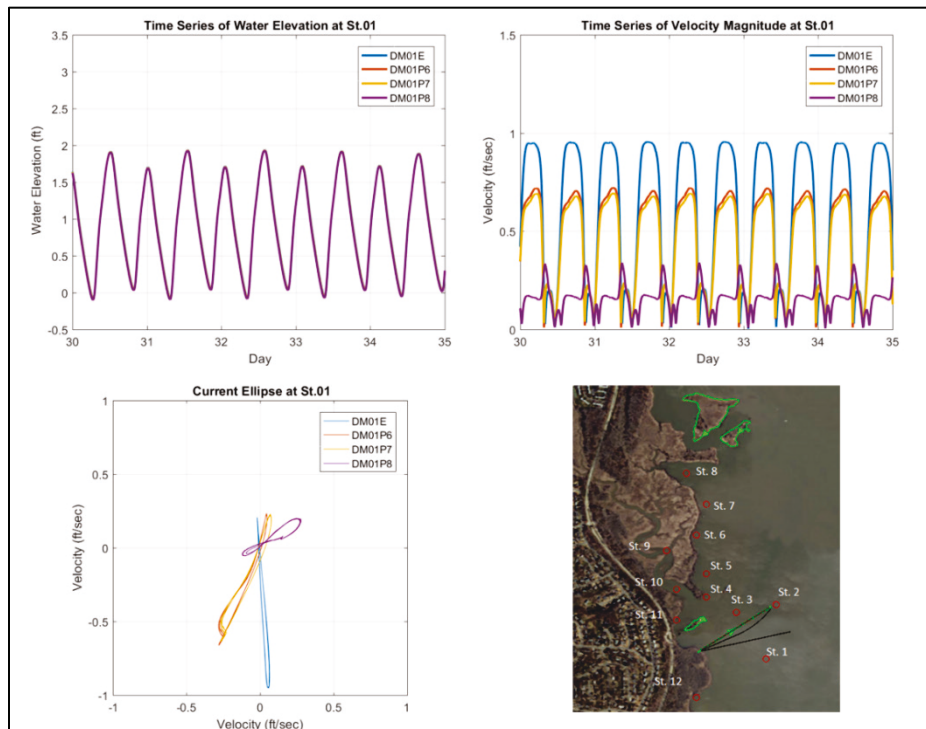 Time Series of Water Elevation at St.01
3.5
3
2.5
2
1.5
1
0.5
0
-0.5
Water Elevation (ft)
DM01E
DM01P6
DM01P7
DM01P8
30
31
32
33
34
35
Day
Time Series of Velocity Magnitude at St.01
1.5
1
0.5
0
Velocity (ft/sec)
DM01E
DM01P6
DM01P7
DM01P8
30
31
32
33
34
35
Day
Current Ellipse at St.01
1
0.5
0
-0.5
-1
Velocity (ft/sec)
DM01E
DM01P6
DM01P7
DM01P8
-1
-0.5
0
0.5
1
Velocity (ft/sec)
St. 8
St. 7
St. 6
St. 9
St. 5
St. 10
St. 4
St. 3
St. 2
St. 11
St. 1
St. 12